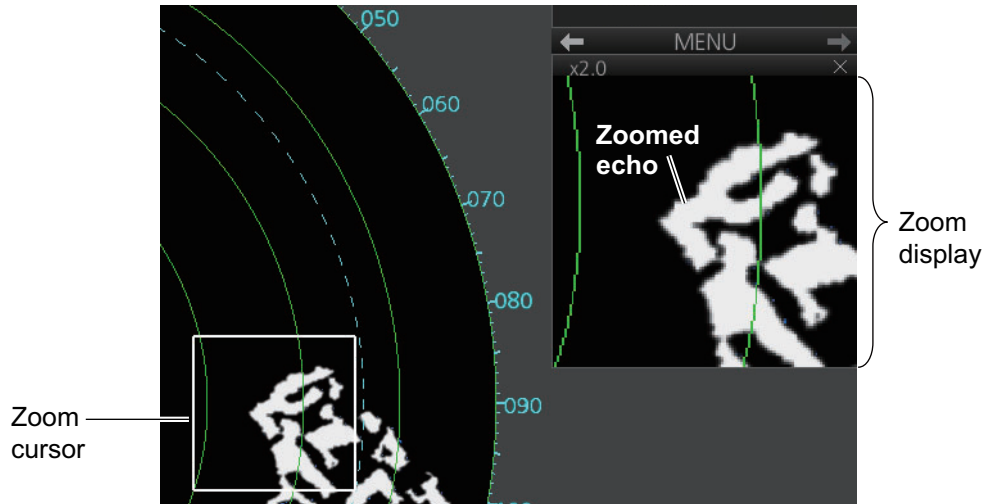 050
060
070
080
090
Zoom
cursor
← MENU →
x2.0 ×
Zoomed
echo
Zoom
display